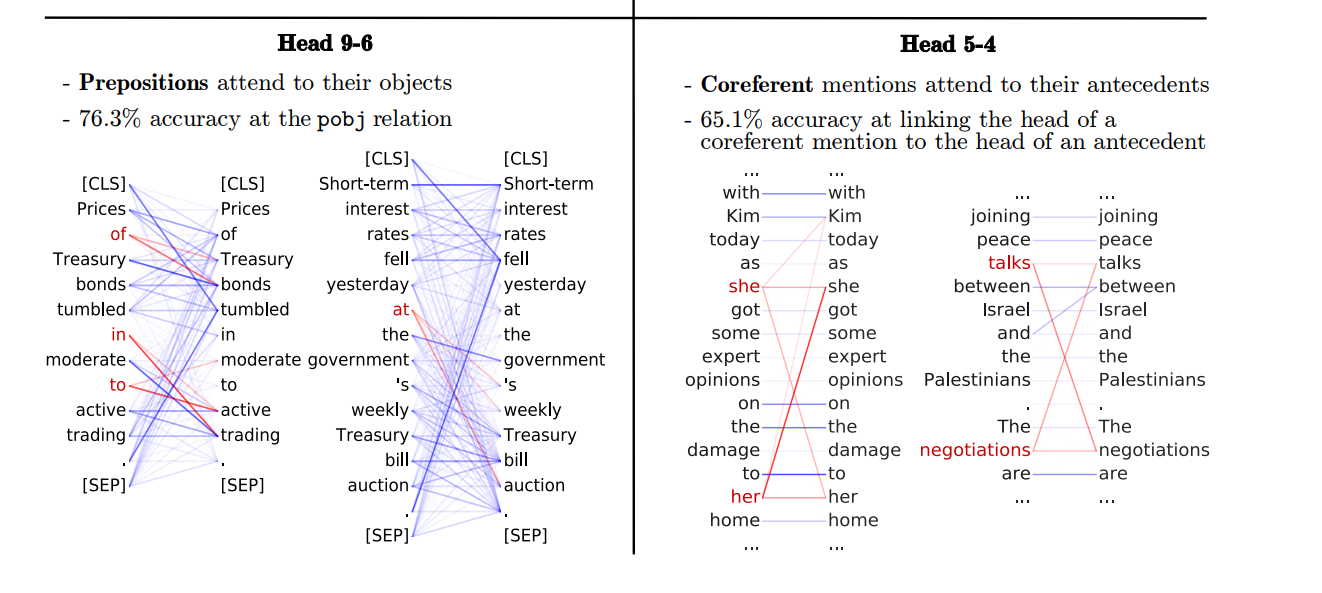 Head 9-6
- Prepositions attend to their objects
- 76.3% accuracy at the pobj relation
[CLS] [CLS]
Prices Prices
of of
Treasury Treasury
bonds bonds
tumbled tumbled
in in
moderate moderate
to to
active active
trading trading
. .
[SEP] [SEP]
[CLS] [CLS]
Short-term Short-term
interest interest
rates rates
fell fell
yesterday yesterday
at at
the the
government government
's 's
weekly weekly
Treasury Treasury
bill bill
auction auction
. .
[SEP] [SEP]
Head 5-4
- Coreferent mentions attend to their antecedents
- 65.1% accuracy at linking the head of a
coreferent mention to the head of an antecedent
... ...
with with
Kim Kim
today today
as as
she she
got got
some some
expert expert
opinions opinions
on on
the the
damage damage
to to
her her
home home
... ...
... ...
joining joining
peace peace
talks talks
between between
Israel Israel
and and
the the
Palestinians Palestinians
. .
The The
negotiations negotiations
are are
... ...